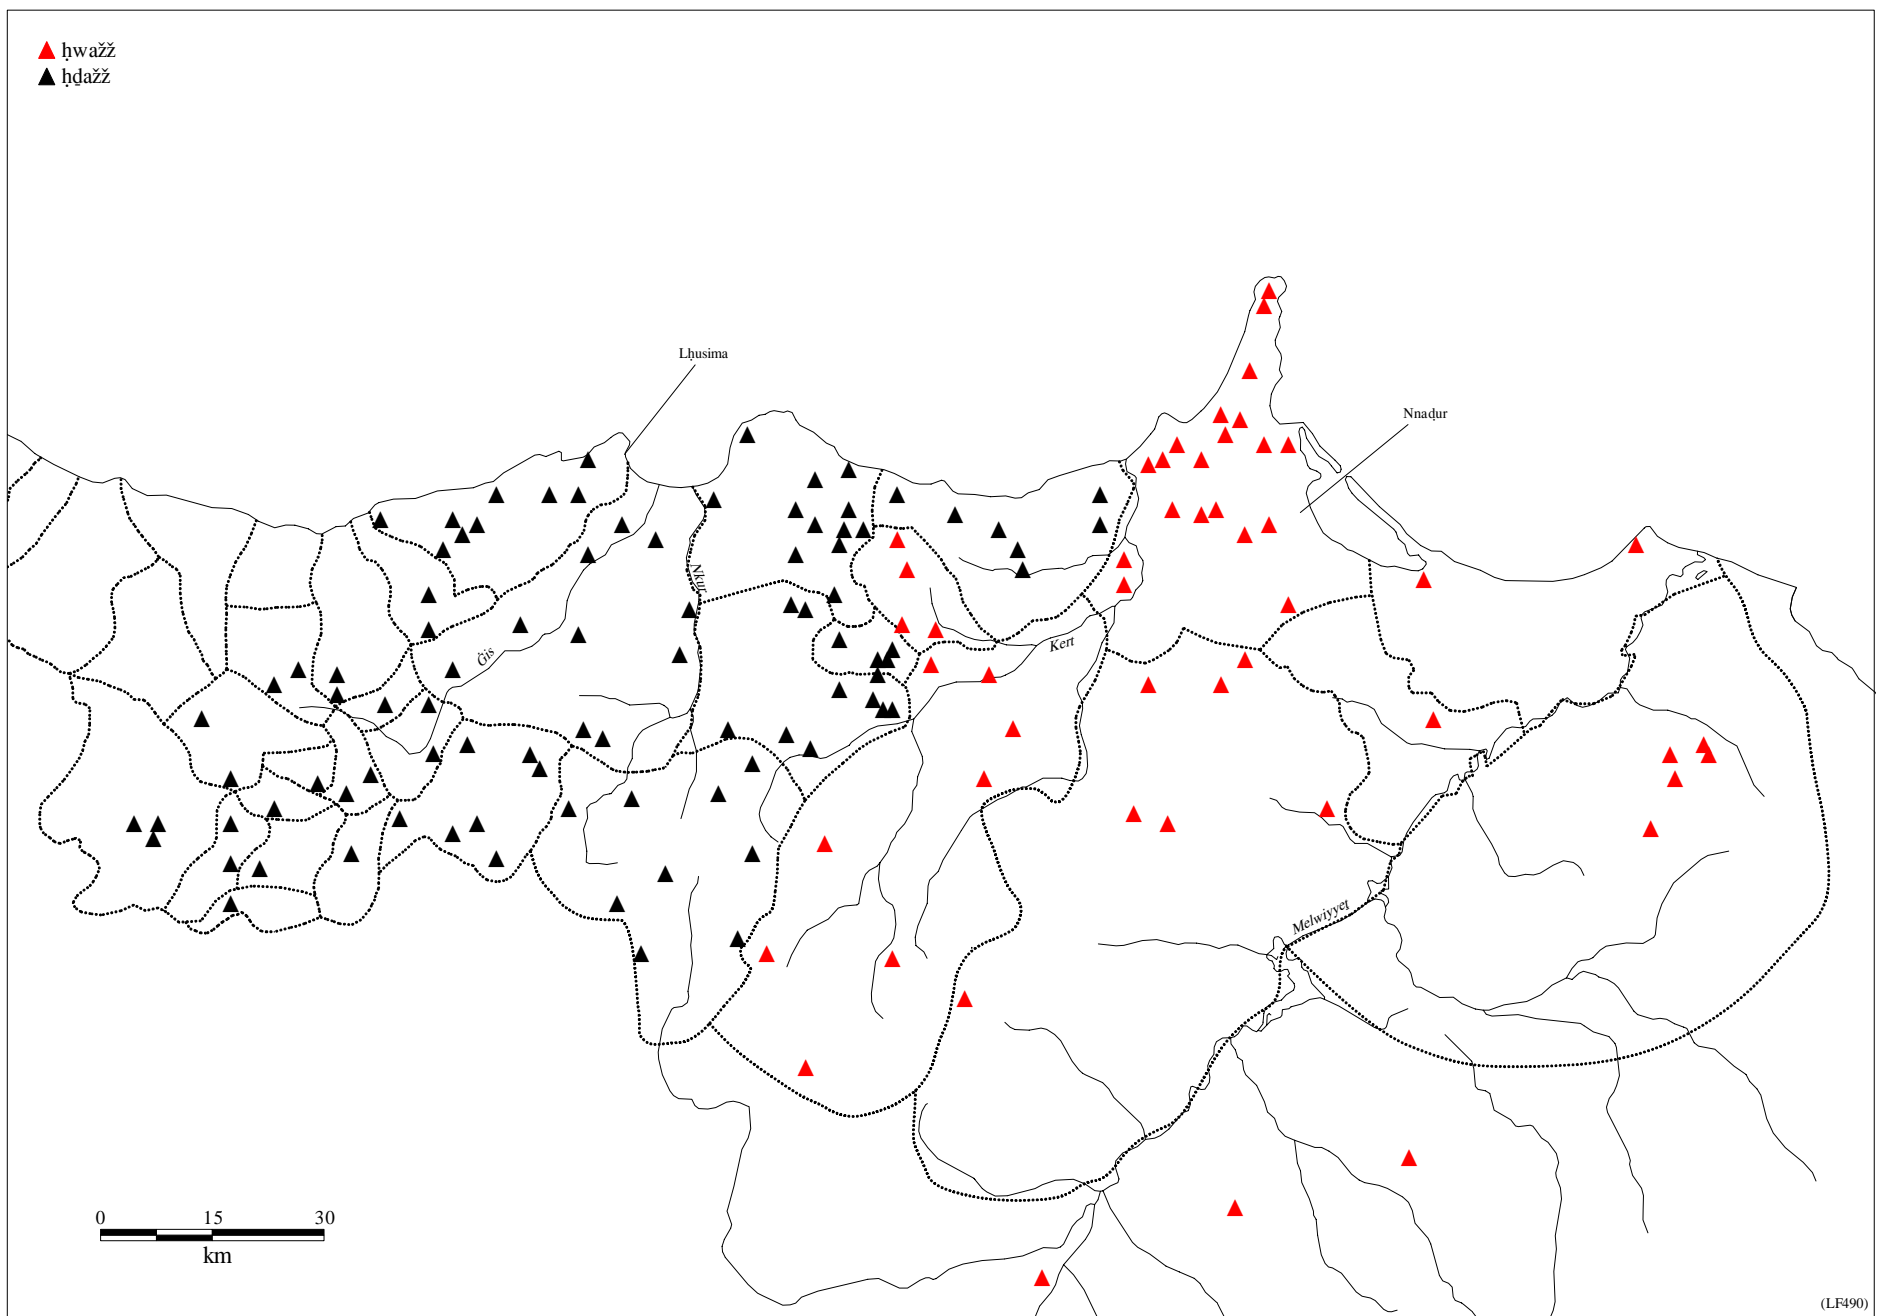 ḥwažž
ḥḏažž
Lḥusima
Nnaḍur
Nkur
Ġis
Kert
Melwiyyeṯ
0 15 30
km
(LF490)